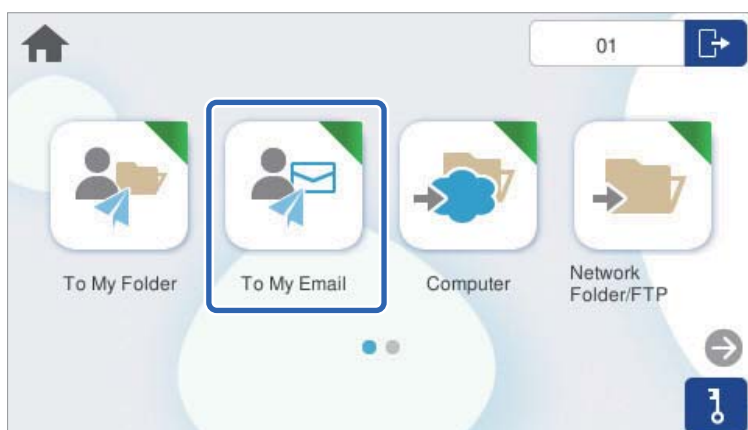 01
To My Folder
To My Email
Computer
Network
Folder/FTP